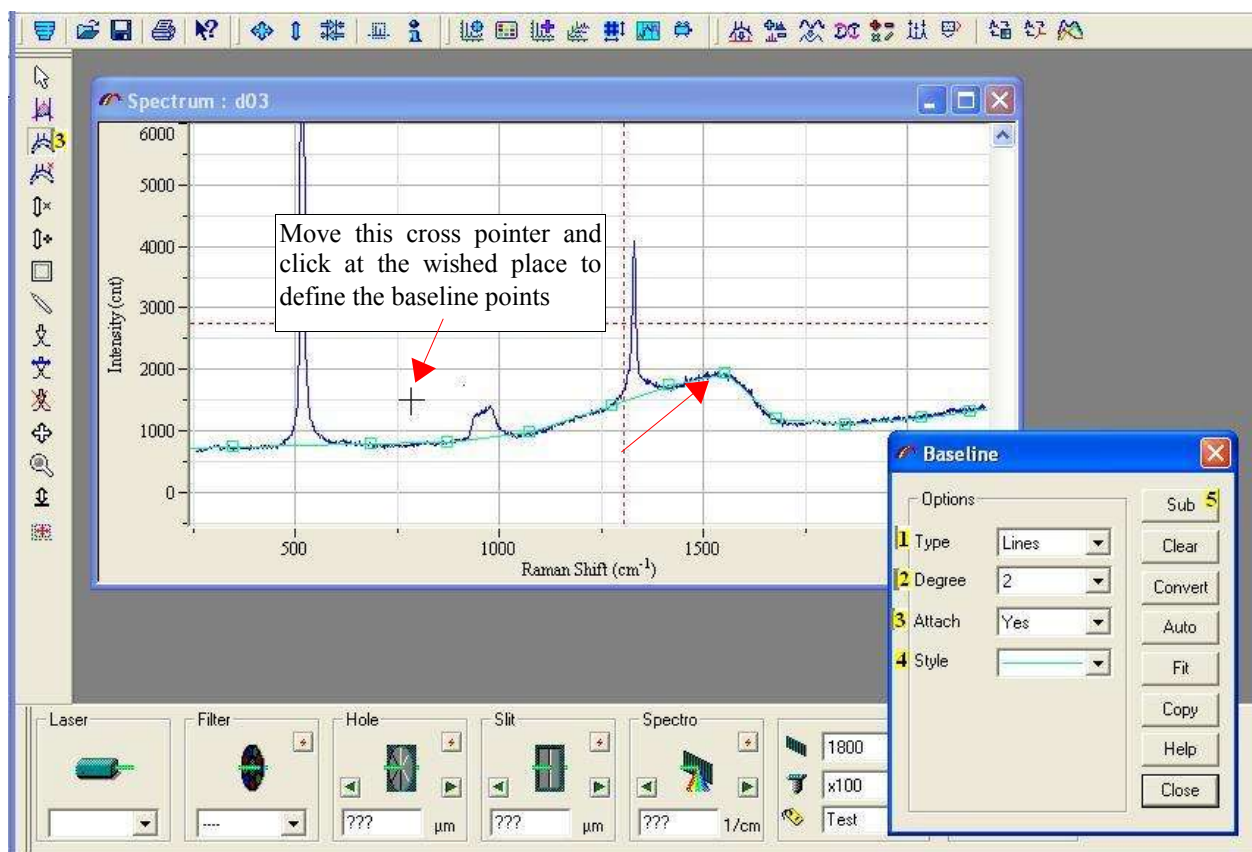 Spectrum : d03
3
6000
5000
Move this cross pointer and
click at the wished place to
define the baseline points
4000
3000
2000
1000
0
Intensity (cnt)
500
1000
1500
Raman Shift (cm-1)
Baseline
Options
Sub 5
1 Type Lines
Clear
2 Degree 2
Convert
3 Attach Yes
Auto
4 Style
Fit
Copy
Help
Close
Laser
Filter
Hole
Slit
Spectro
1800
x100
----
??? µm
??? µm
??? 1/cm
Test